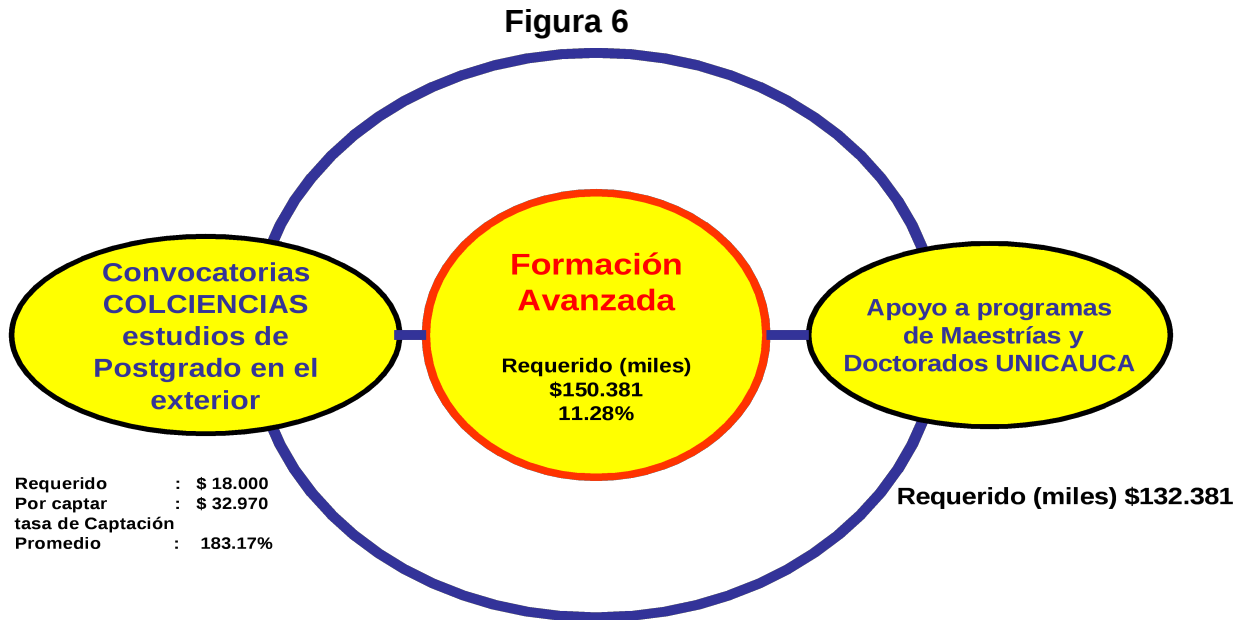 Figura 6
Convocatorias
COLCIENCIAS
estudios de
Postgrado en el
exterior
Formación
Avanzada
Requerido (miles)
$150.381
11.28%
Apoyo a programas
de Maestrías y
Doctorados UNICAUCA
Requerido : $ 18.000
Por captar : $ 32.970
tasa de Captación
Promedio : 183.17%
Requerido (miles) $132.381